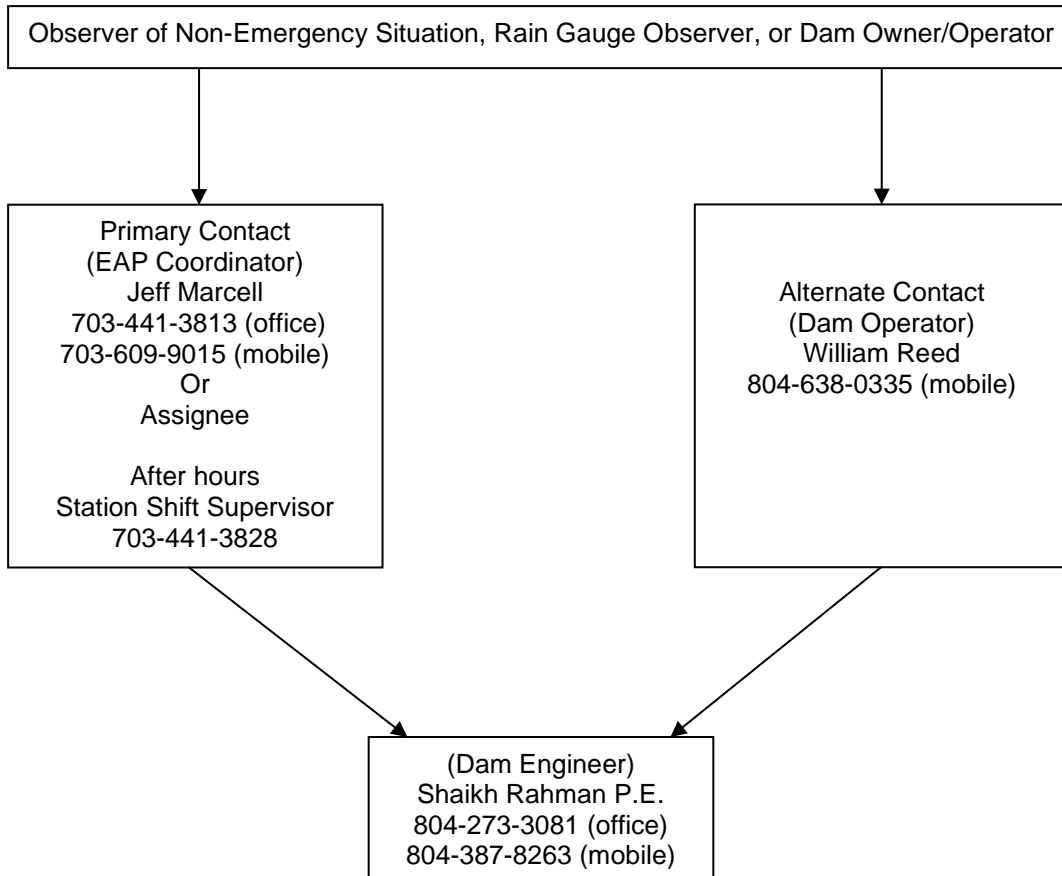 Observer of Non-Emergency Situation, Rain Gauge Observer, or Dam Owner/Operator
Primary Contact
(EAP Coordinator)
Jeff Marcell
703-441-3813 (office)
703-609-9015 (mobile)
Or
Assignee
After hours
Station Shift Supervisor
703-441-3828
Alternate Contact
(Dam Operator)
William Reed
804-638-0335 (mobile)
(Dam Engineer)
Shaikh Rahman P.E.
804-273-3081 (office)
804-387-8263 (mobile)